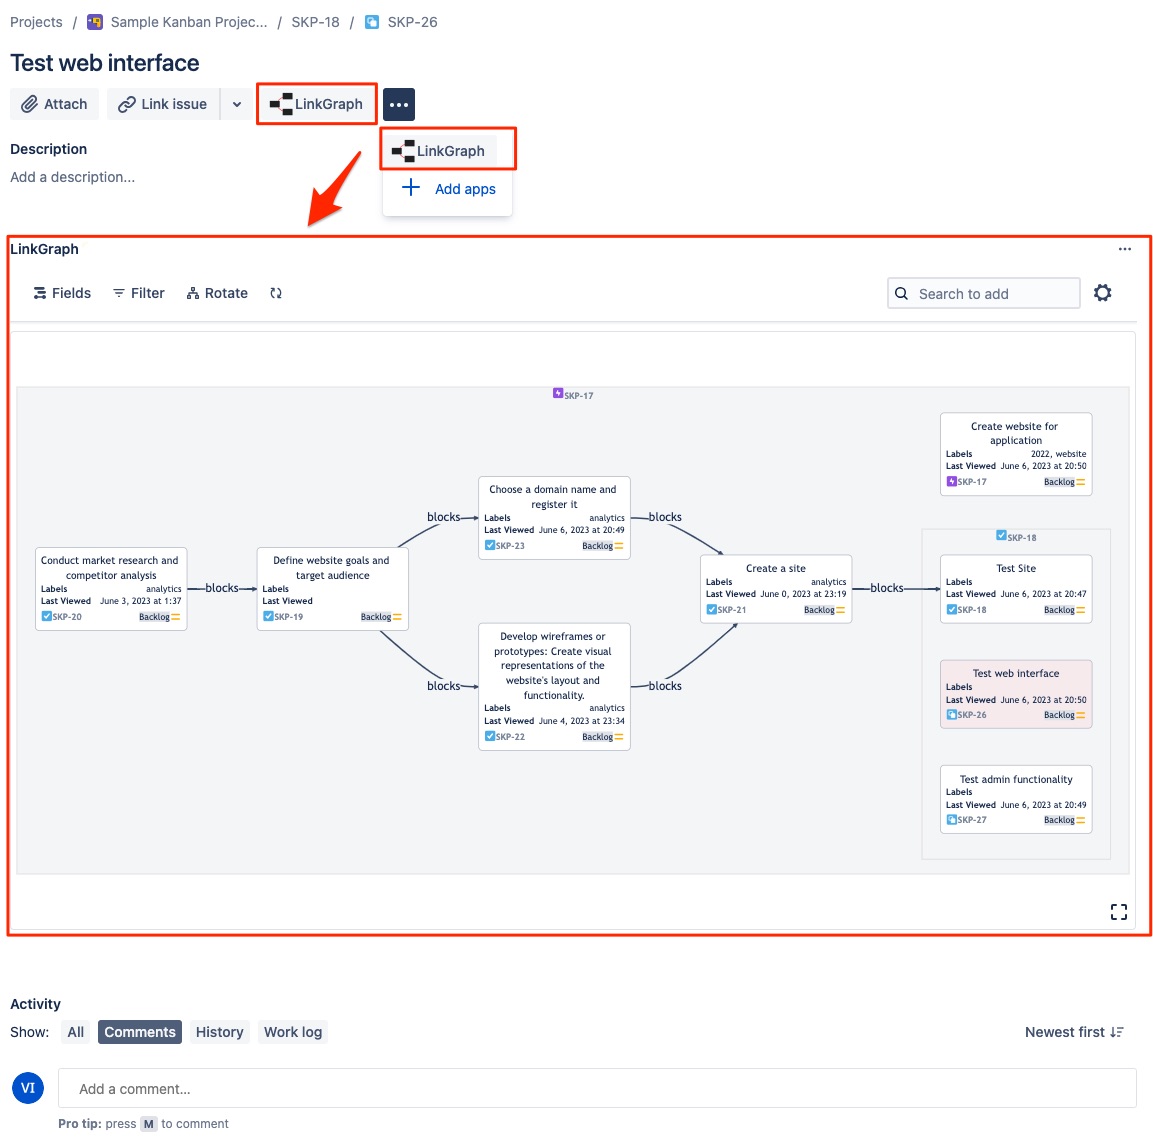 Projects / Sample Kanban Projec... / SKP-18 / SKP-26
Test web interface
Attach Link issue LinkGraph
LinkGraph
Add apps
Description
Add a description...
LinkGraph
Fields Filter Rotate Search to add
SKP-17
Conduct market research and
competitor analysis
Labels analytics
Last Viewed June 3, 2023 at 1:37
SKP-20 Backlog
blocks
Define website goals and
target audience
Labels
Last Viewed
SKP-19 Backlog
blocks
blocks
Choose a domain name and
register it
Labels analytics
Last Viewed June 6, 2023 at 20:49
SKP-23 Backlog
blocks
Develop wireframes or
prototypes: Create visual
representations of the
website's layout and
functionality.
Labels analytics
Last Viewed June 4, 2023 at 23:34
SKP-22 Backlog
blocks
Create a site
Labels analytics
Last Viewed June 0, 2023 at 23:19
SKP-21 Backlog
blocks
Create website for
application
Labels 2022, website
Last Viewed June 6, 2023 at 20:50
SKP-17 Backlog
SKP-18
Test Site
Labels
Last Viewed June 6, 2023 at 20:47
SKP-18 Backlog
Test web interface
Labels
Last Viewed June 6, 2023 at 20:50
SKP-26 Backlog
Test admin functionality
Labels
Last Viewed June 6, 2023 at 20:49
SKP-27 Backlog
Activity
Show: All Comments History Work log Newest first
VI Add a comment...
Pro tip: press M to comment